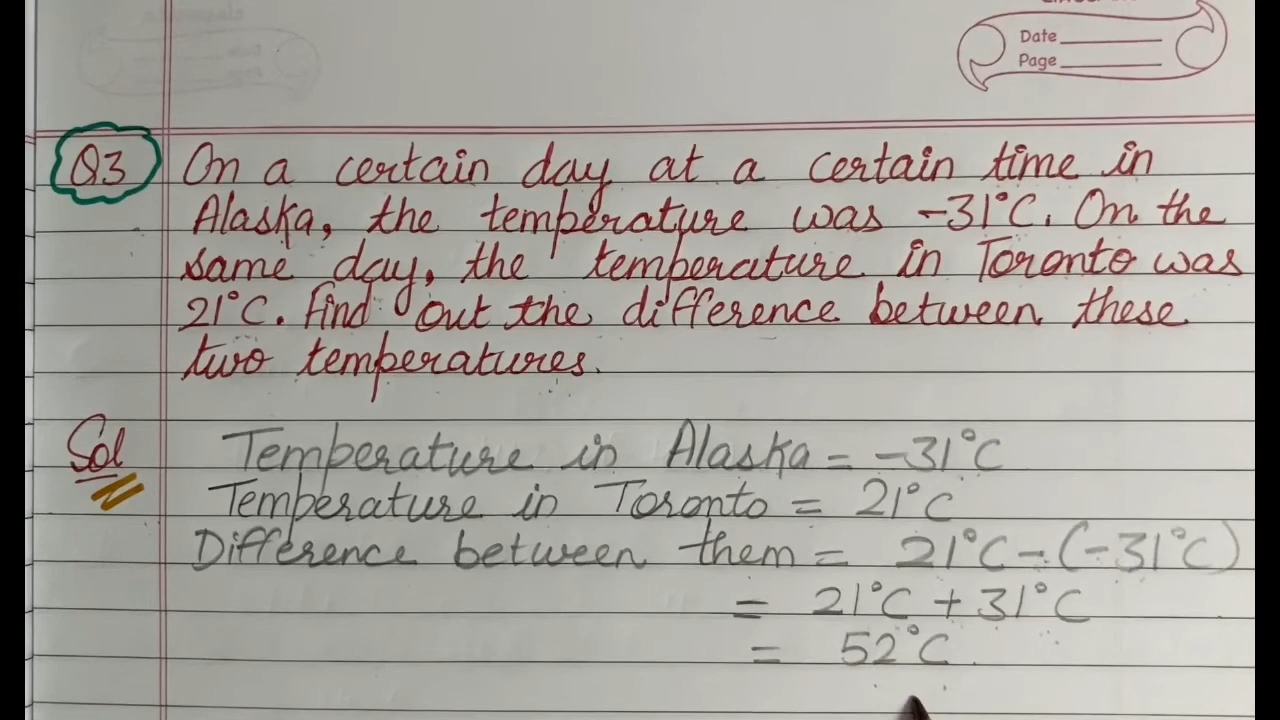 Date
Page
Q3 On a certain day at a certain time in
Alaska, the temperature was -31°C. On the
same day, the temperature in Toronto was
21°C. Find out the difference between these
two temperatures.
Sol Temperature in Alaska = -31°C
Temperature in Toronto = 21°C
Difference between them = 21°C - (-31°C)
= 21°C + 31°C
= 52°C